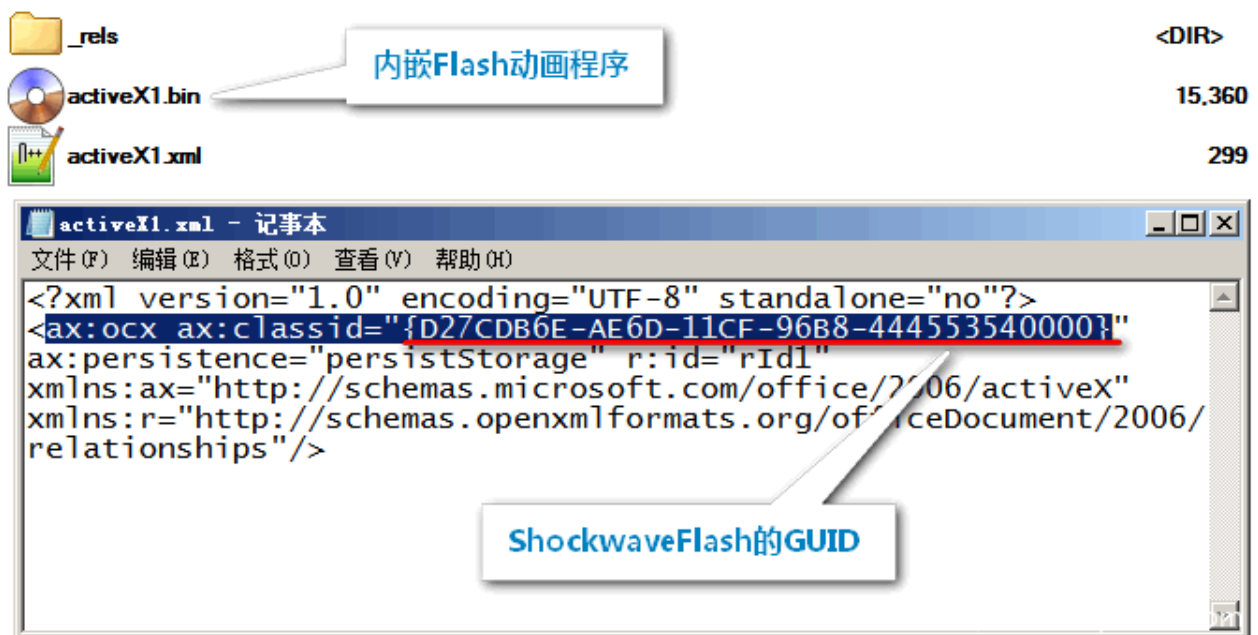 _rels <DIR>
内嵌Flash动画程序
activeX1.bin 15,360
activeX1.xml 299
activeX1.xml - 记事本
文件(F) 编辑(E) 格式(O) 查看(V) 帮助(H)
<?xml version="1.0" encoding="UTF-8" standalone="no"?>
<ax:ocx ax:classid="{D27CDB6E-AE6D-11CF-96B8-444553540000}"
ax:persistence="persistStorage" r:id="rId1"
xmlns:ax="http://schemas.microsoft.com/office/2006/activeX"
xmlns:r="http://schemas.openxmlformats.org/officeDocument/2006/
relationships"/>
ShockwaveFlash的GUID